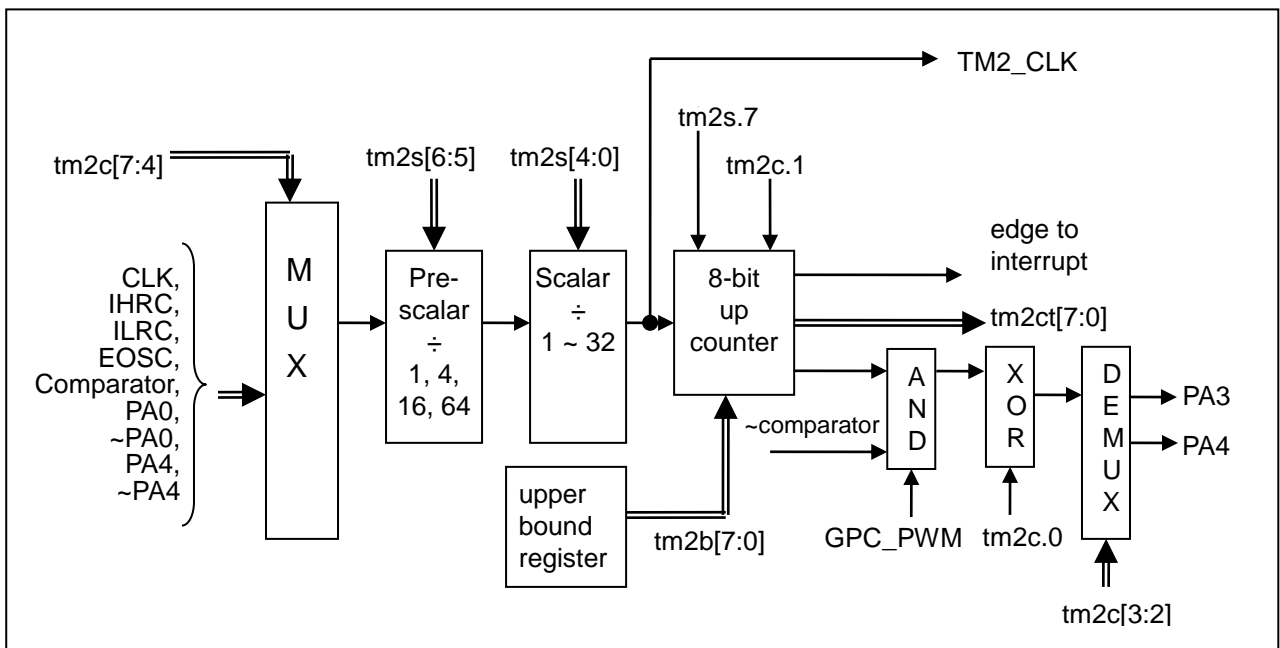 TM2_CLK
tm2s.7
tm2c[7:4]
tm2s[6:5]
tm2s[4:0]
tm2c.1
CLK,
IHRC,
ILRC,
EOSC,
Comparator,
PA0,
~PA0,
PA4,
~PA4
M
U
X
Pre-
scalar
÷
1, 4,
16, 64
Scalar
÷
1 ~ 32
8-bit
up
counter
edge to
interrupt
tm2ct[7:0]
~comparator
A
N
D
X
O
R
D
E
M
U
X
PA3
PA4
upper
bound
register
tm2b[7:0]
GPC_PWM
tm2c.0
tm2c[3:2]